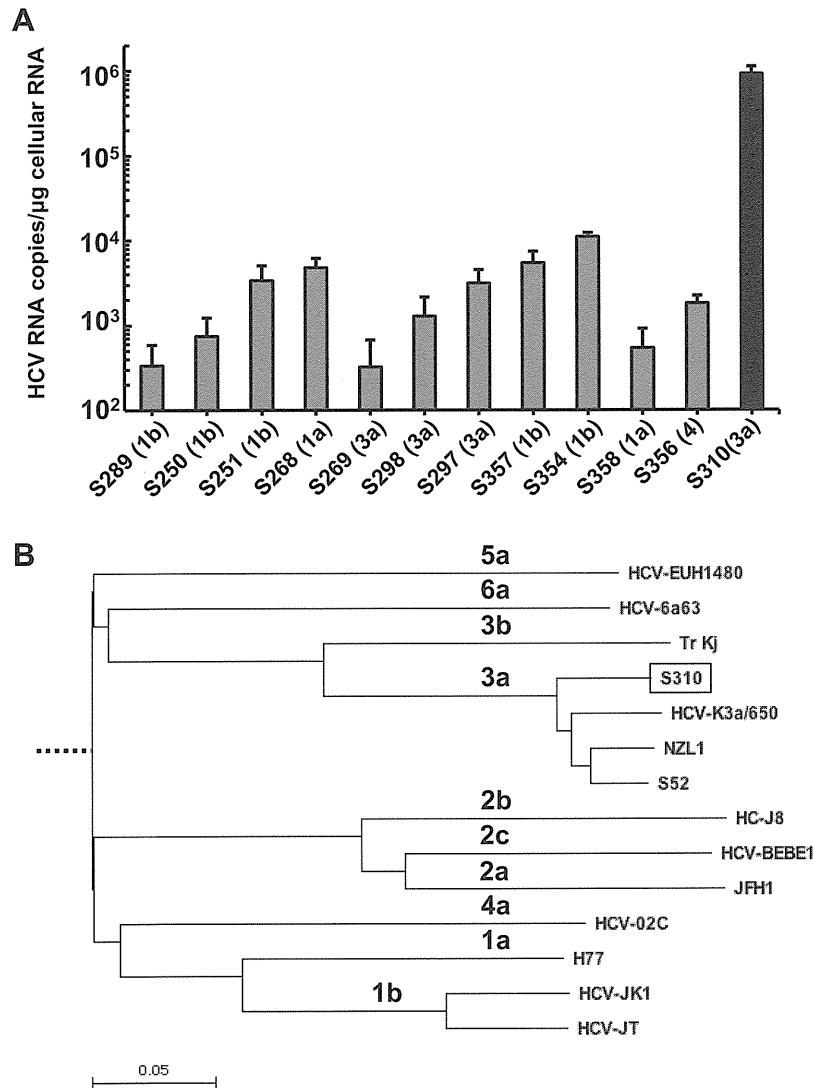 A
HCV RNA copies/µg cellular RNA
10⁶
10⁵
10⁴
10³
10²
S289 (1b)
S250 (1b)
S251 (1b)
S268 (1a)
S269 (3a)
S298 (3a)
S297 (3a)
S357 (1b)
S354 (1b)
S358 (1a)
S356 (4)
S310(3a)
B
5a
HCV-EUH1480
6a
HCV-6a63
3b
Tr Kj
3a
S310
HCV-K3a/650
NZL1
S52
2b
HC-J8
2c
HCV-BEBE1
2a
JFH1
4a
HCV-02C
1a
H77
1b
HCV-JK1
HCV-JT
0.05